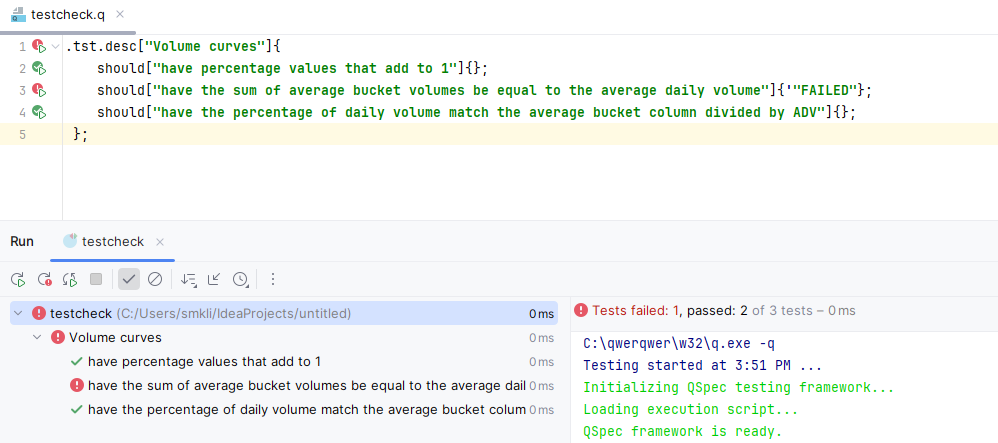 testcheck.q
1 .tst.desc["Volume curves"]{
2 should["have percentage values that add to 1"]{};
3 should["have the sum of average bucket volumes be equal to the average daily volume"]{'"FAILED"};
4 should["have the percentage of daily volume match the average bucket column divided by ADV"]{};
5 };
Run testcheck
testcheck (C:/Users/smkli/IdeaProjects/untitled) 0 ms
Volume curves 0 ms
have percentage values that add to 1 0 ms
have the sum of average bucket volumes be equal to the average dail 0 ms
have the percentage of daily volume match the average bucket colum 0 ms
Tests failed: 1, passed: 2 of 3 tests – 0 ms
C:\qwerqwer\w32\q.exe -q
Testing started at 3:51 PM ...
Initializing QSpec testing framework...
Loading execution script...
QSpec framework is ready.